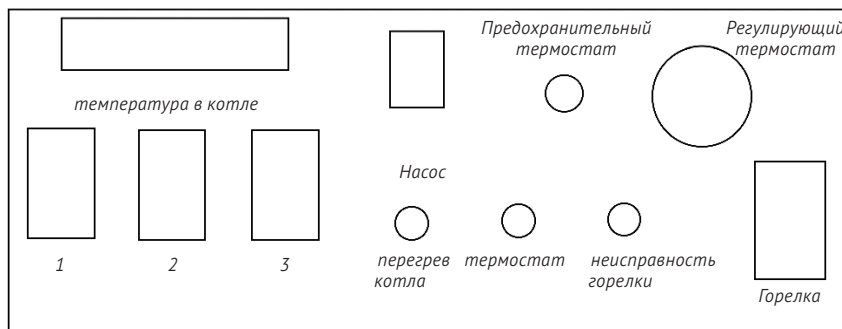 Предохранительный
термостат
Регулирующий
термостат
температура в котле
Насос
1
2
3
перегрев
котла
термостат
неисправность
горелки
Горелка